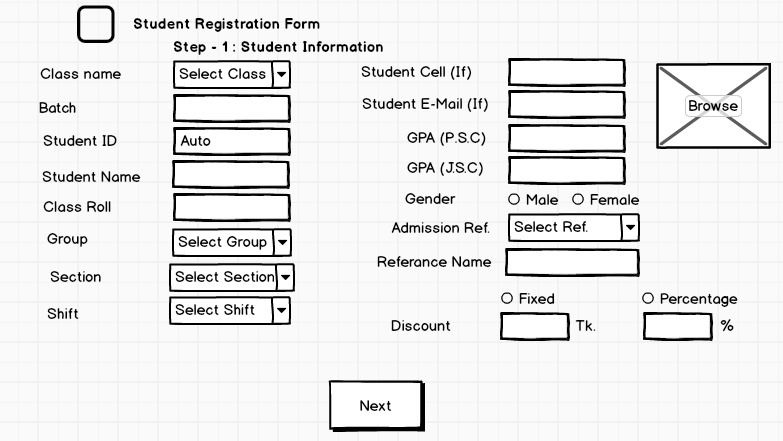 Student Registration Form
Step - 1 : Student Information
Class name
Select Class
Batch
Student ID
Auto
Student Name
Class Roll
Group
Select Group
Section
Select Section
Shift
Select Shift
Student Cell (If)
Student E-Mail (If)
GPA (P.S.C)
GPA (J.S.C)
Gender
Male
Female
Admission Ref.
Select Ref.
Referance Name
Fixed
Percentage
Discount
Tk.
%
Browse
Next